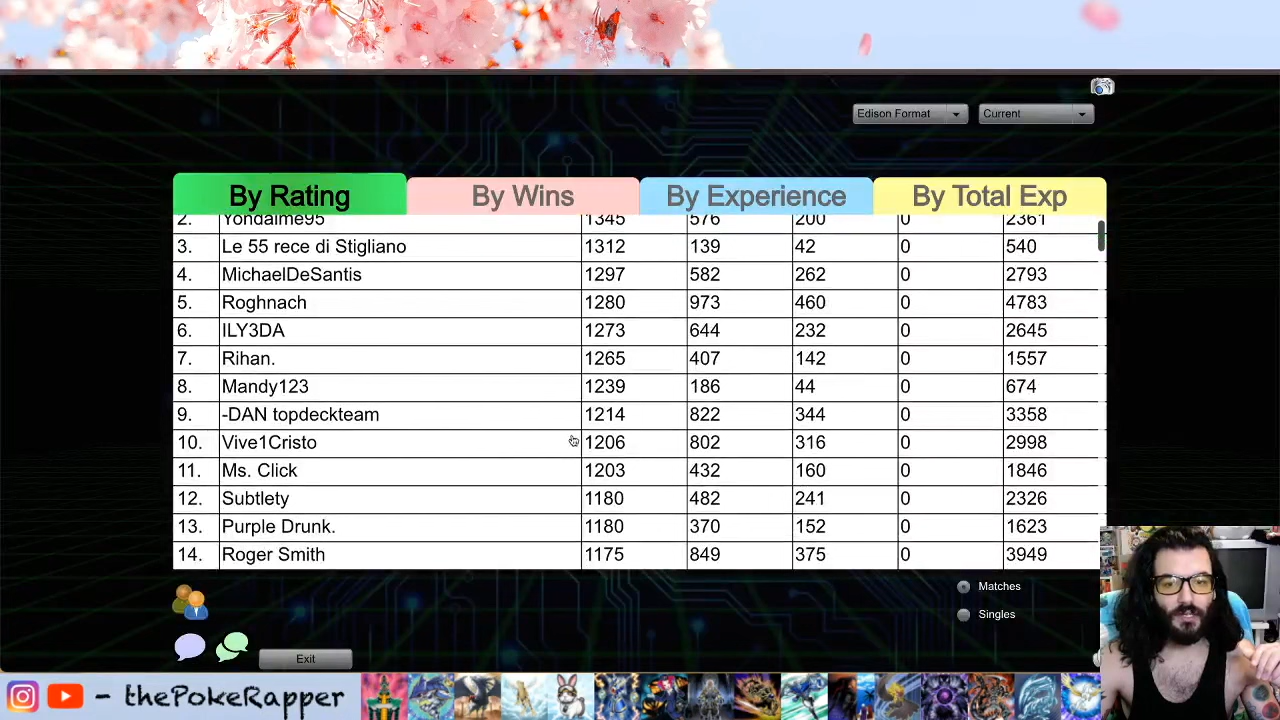 Edison Format Current
By Rating By Wins By Experience By Total Exp
2. Yondaime95 1345 576 200 0 2361
3. Le 55 rece di Stigliano 1312 139 42 0 540
4. MichaelDeSantis 1297 582 262 0 2793
5. Roghnach 1280 973 460 0 4783
6. ILY3DA 1273 644 232 0 2645
7. Rihan. 1265 407 142 0 1557
8. Mandy123 1239 186 44 0 674
9. -DAN topdeckteam 1214 822 344 0 3358
10. Vive1Cristo 1206 802 316 0 2998
11. Ms. Click 1203 432 160 0 1846
12. Subtlety 1180 482 241 0 2326
13. Purple Drunk. 1180 370 152 0 1623
14. Roger Smith 1175 849 375 0 3949
Matches
Singles
Exit
- thePokeRapper